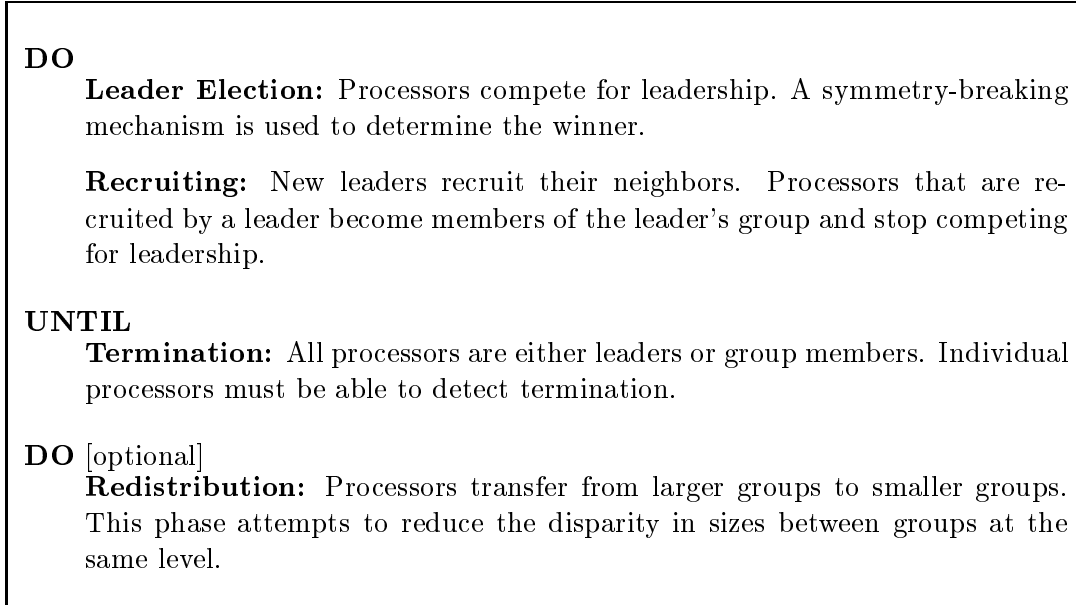 DO
Leader Election: Processors compete for leadership. A symmetry-breaking
mechanism is used to determine the winner.
Recruiting: New leaders recruit their neighbors. Processors that are re-
cruited by a leader become members of the leader's group and stop competing
for leadership.
UNTIL
Termination: All processors are either leaders or group members. Individual
processors must be able to detect termination.
DO [optional]
Redistribution: Processors transfer from larger groups to smaller groups.
This phase attempts to reduce the disparity in sizes between groups at the
same level.